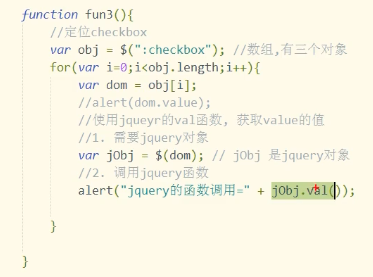 function fun3(){
//定位checkbox
var obj = $(":checkbox"); //数组,有三个对象
for(var i=0;i<obj.length;i++){
var dom = obj[i];
//alert(dom.value);
//使用jqueyr的val函数, 获取value的值
//1. 需要jquery对象
var jObj = $(dom); // jObj 是jquery对象
//2. 调用jquery函数
alert("jquery的函数调用=" + jObj.val());
}
}